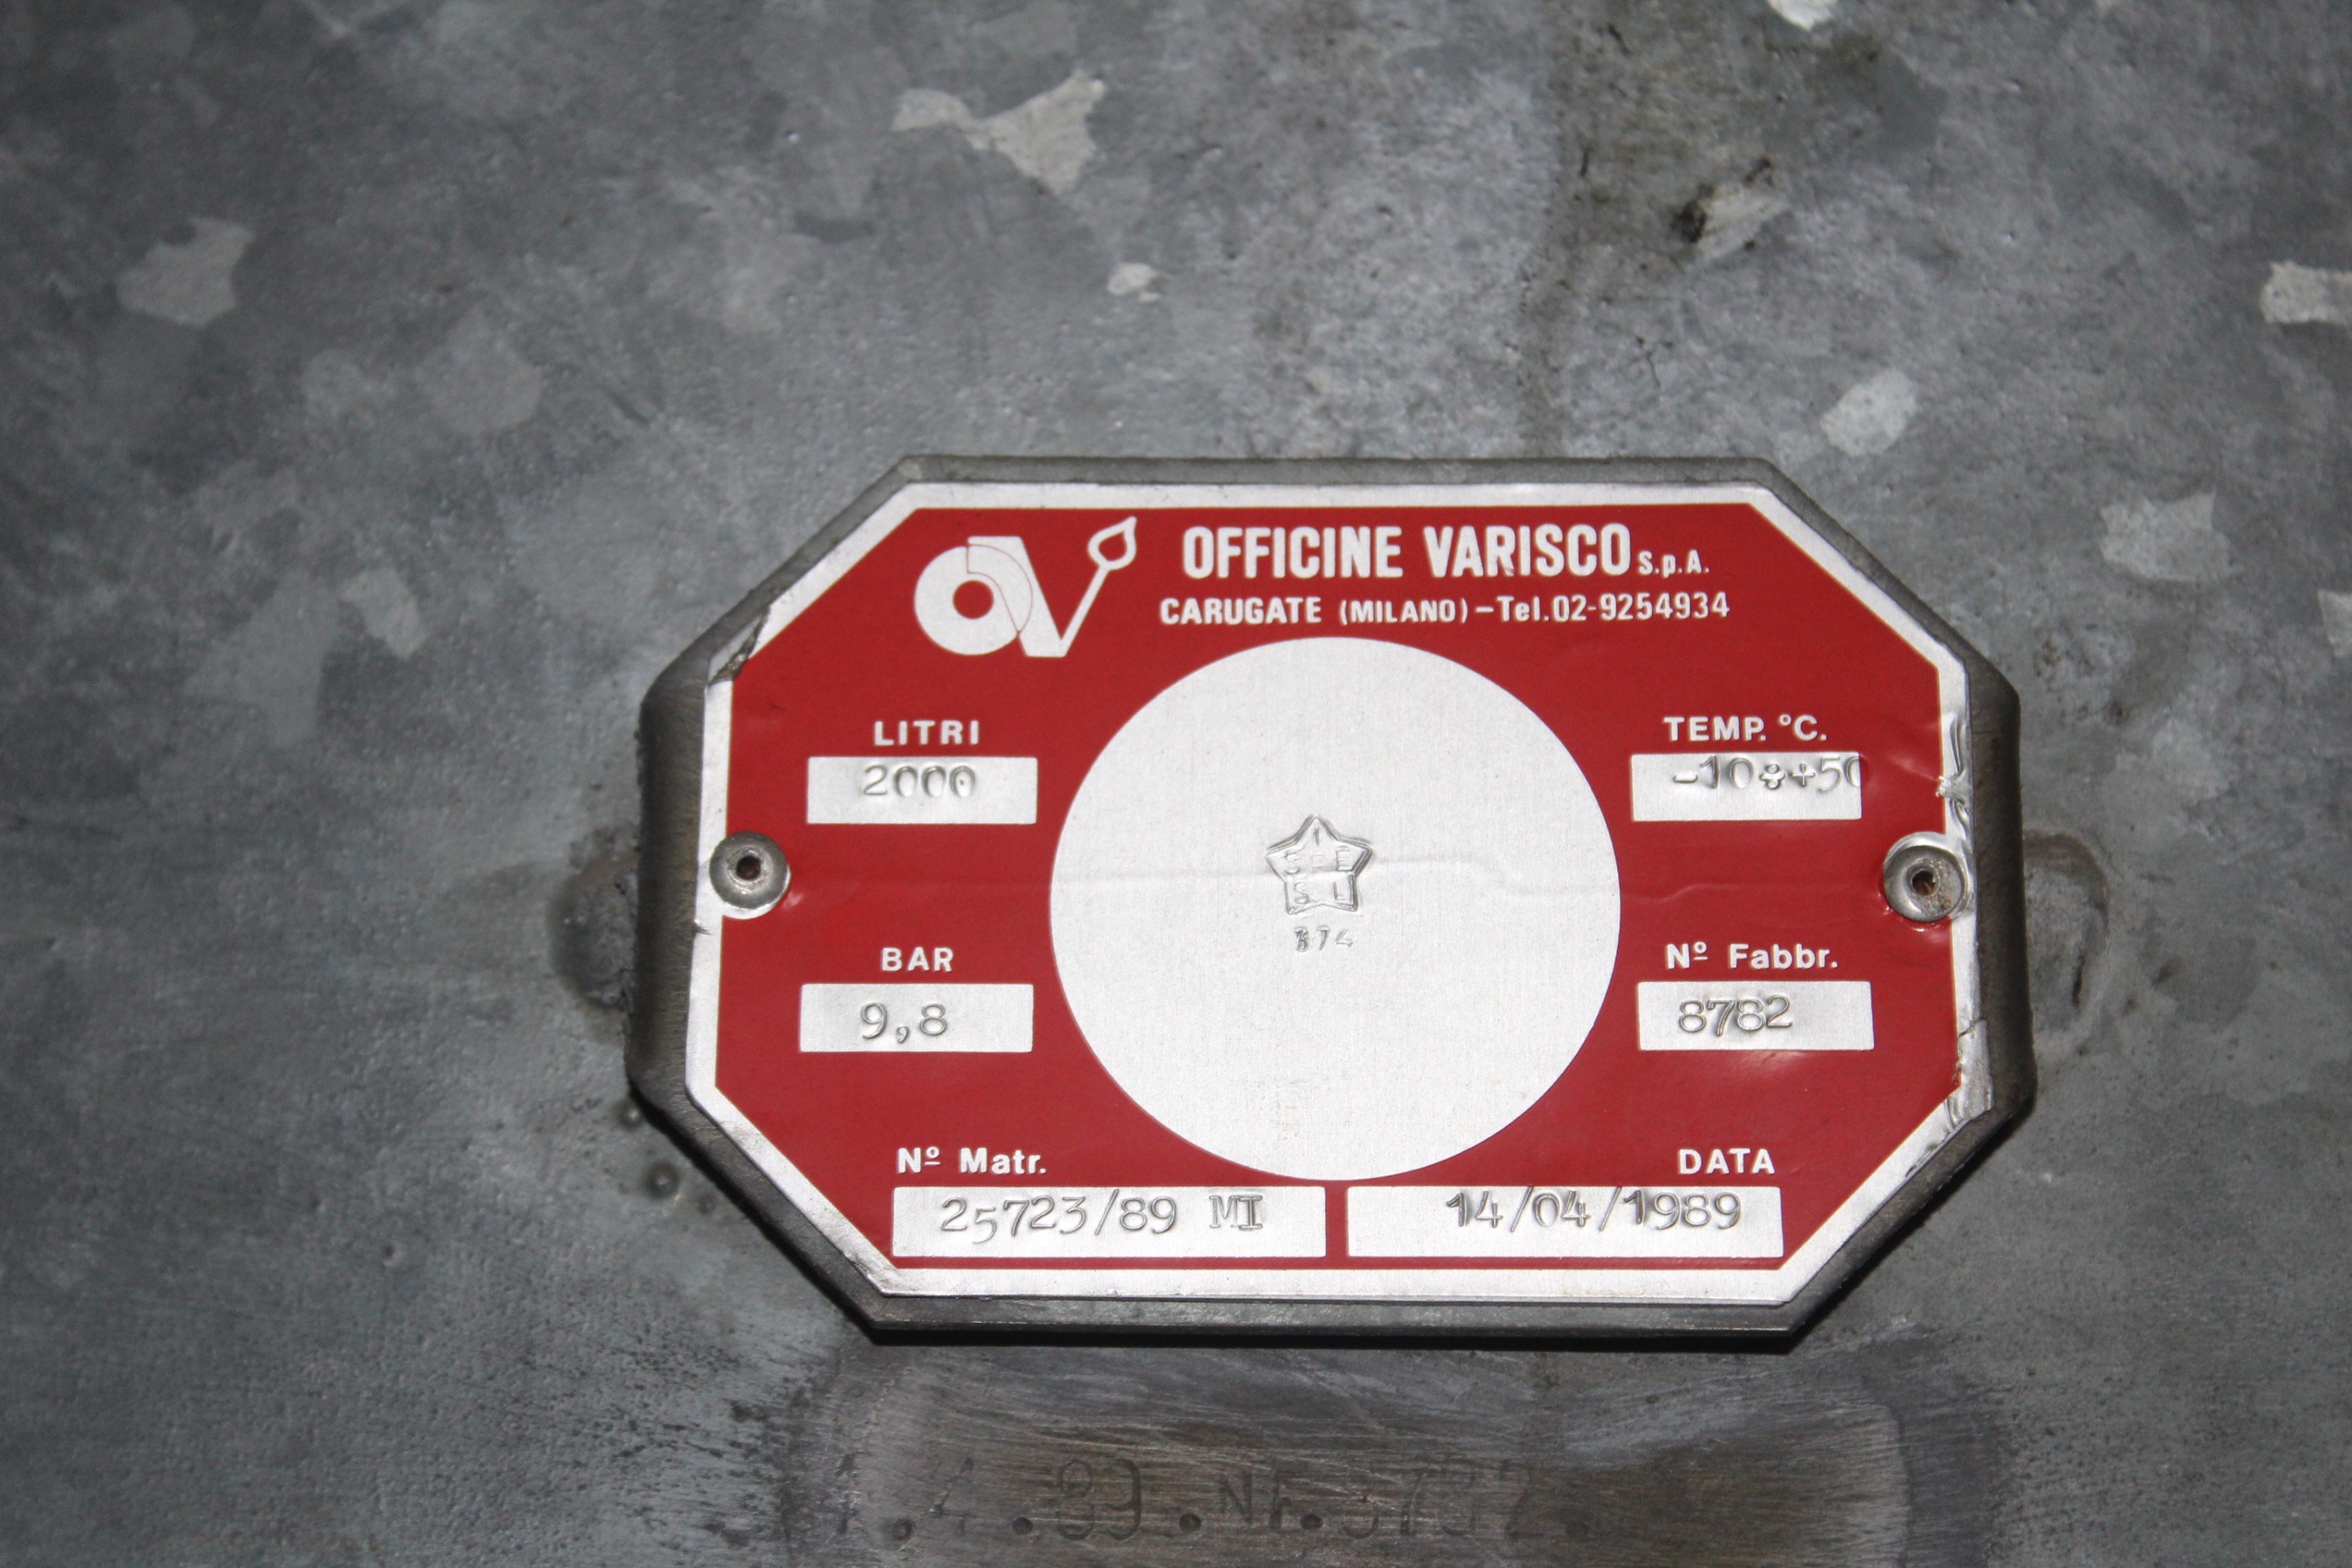 OFFICINE VARISCO S.p.A.
CARUGATE (MILANO) – Tel. 02-9254934
LITRI
2000
TEMP. °C.
-10÷+50
BAR
9,8
Nº Fabbr.
8782
Nº Matr.
25723/89 MI
DATA
14/04/1989